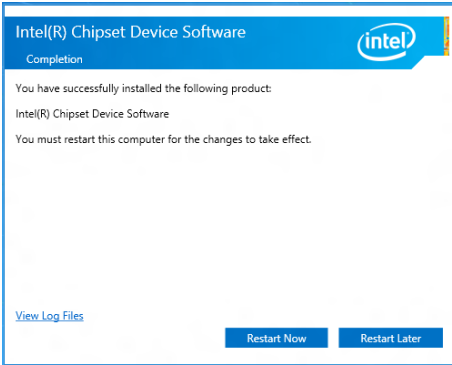 Intel(R) Chipset Device Software
intel
Completion
You have successfully installed the following product:
Intel(R) Chipset Device Software
You must restart this computer for the changes to take effect.
View Log Files
Restart Now
Restart Later